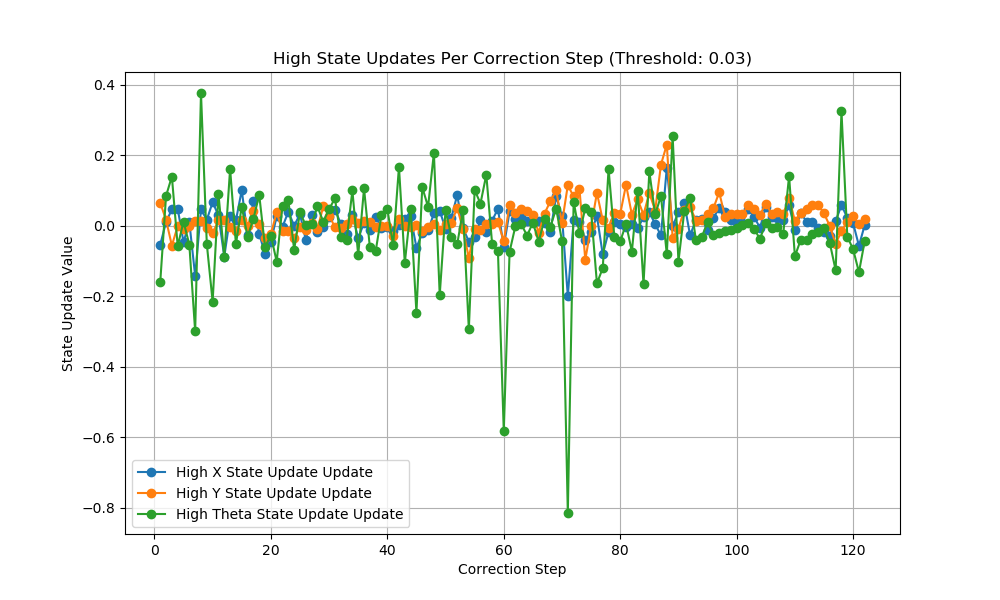 High State Updates Per Correction Step (Threshold: 0.03)
State Update Value
0.4
0.2
0.0
−0.2
−0.4
−0.6
−0.8
High X State Update Update
High Y State Update Update
High Theta State Update Update
0 20 40 60 80 100 120
Correction Step